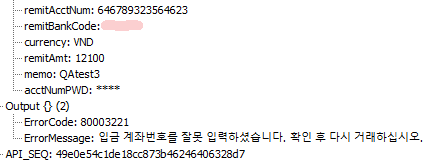 remitAcctNum: 646789323564623
remitBankCode:
currency: VND
remitAmt: 12100
memo: QAtest3
acctNumPWD: ****
Output {} (2)
ErrorCode: 80003221
ErrorMessage: 입금 계좌번호를 잘못 입력하셨습니다. 확인 후 다시 거래하십시오.
API_SEQ: 49e0e54c1de18cc873b46246406328d7